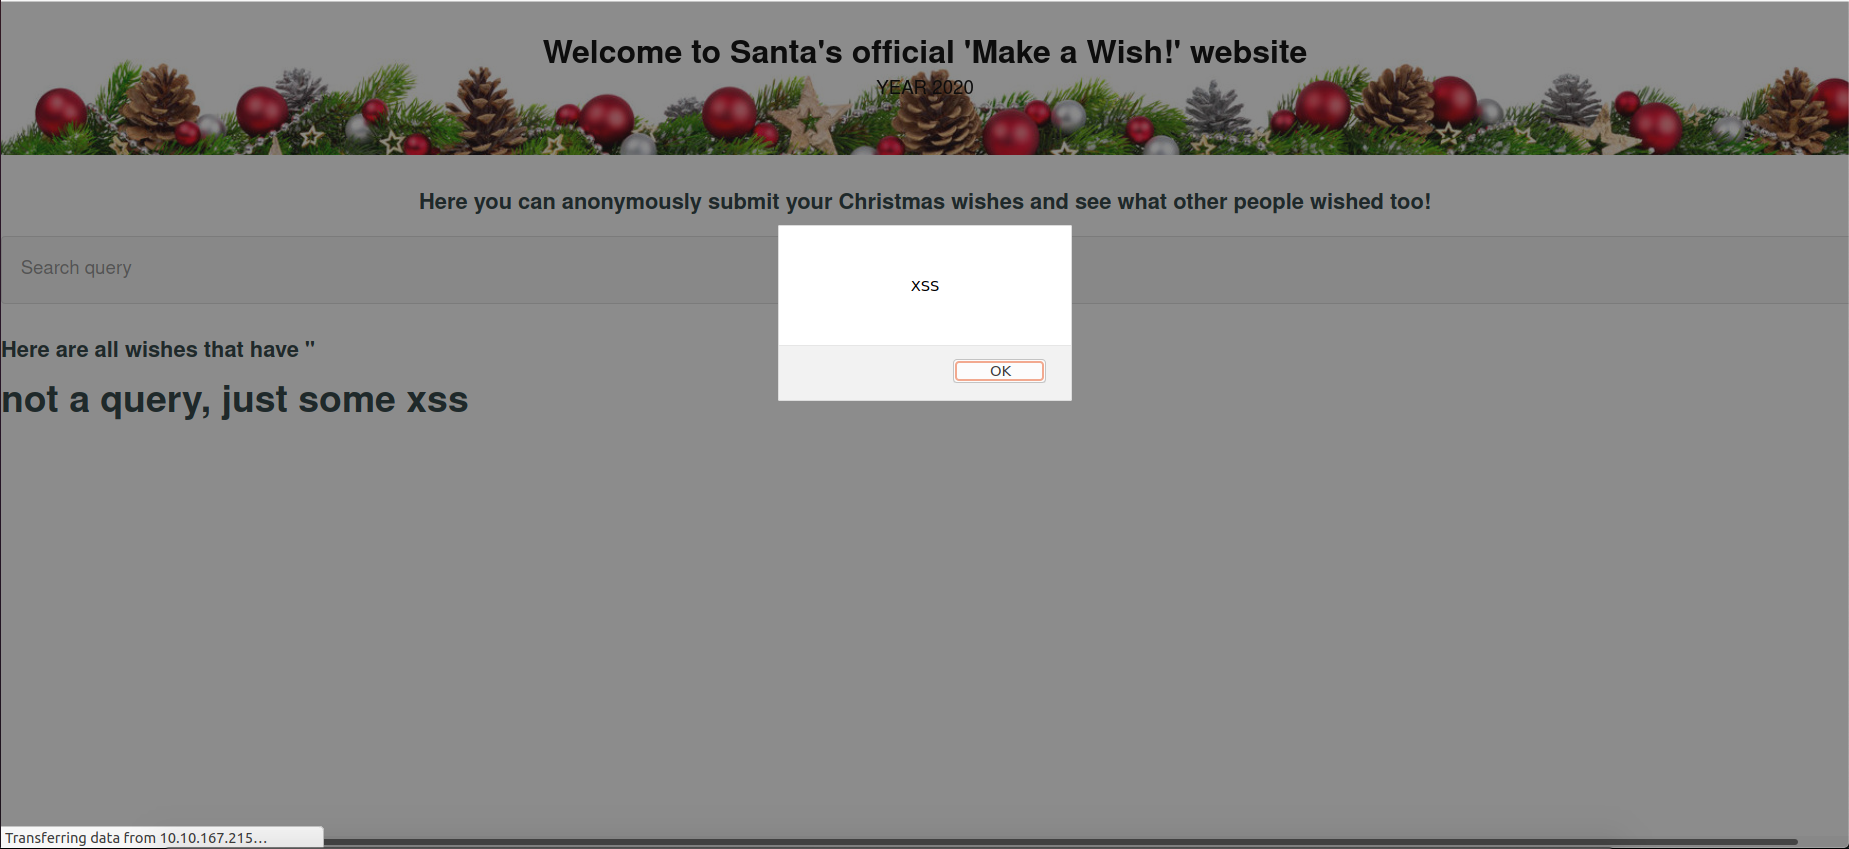 Welcome to Santa's official 'Make a Wish!' website
YEAR 2020
Here you can anonymously submit your Christmas wishes and see what other people wished too!
Search query
xss
OK
Here are all wishes that have "
not a query, just some xss
Transferring data from 10.10.167.215...